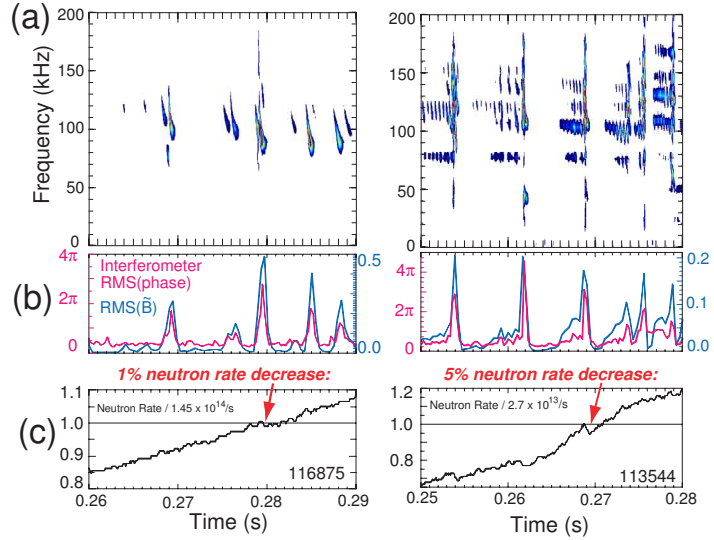 (a)
Frequency (kHz)
200
150
100
50
0
200
150
100
50
0
(b)
4π
2π
0
Interferometer
RMS(phase)
RMS(B̃)
0.5
0.0
4π
2π
0
0.2
0.1
0.0
1% neutron rate decrease:
5% neutron rate decrease:
(c)
1.1
1.0
0.9
0.8
Neutron Rate / 1.45 x 10¹⁴/s
116875
0.26 0.27 0.28 0.29
Time (s)
1.2
1.0
0.8
Neutron Rate / 2.7 x 10¹³/s
113544
0.25 0.26 0.27 0.28
Time (s)